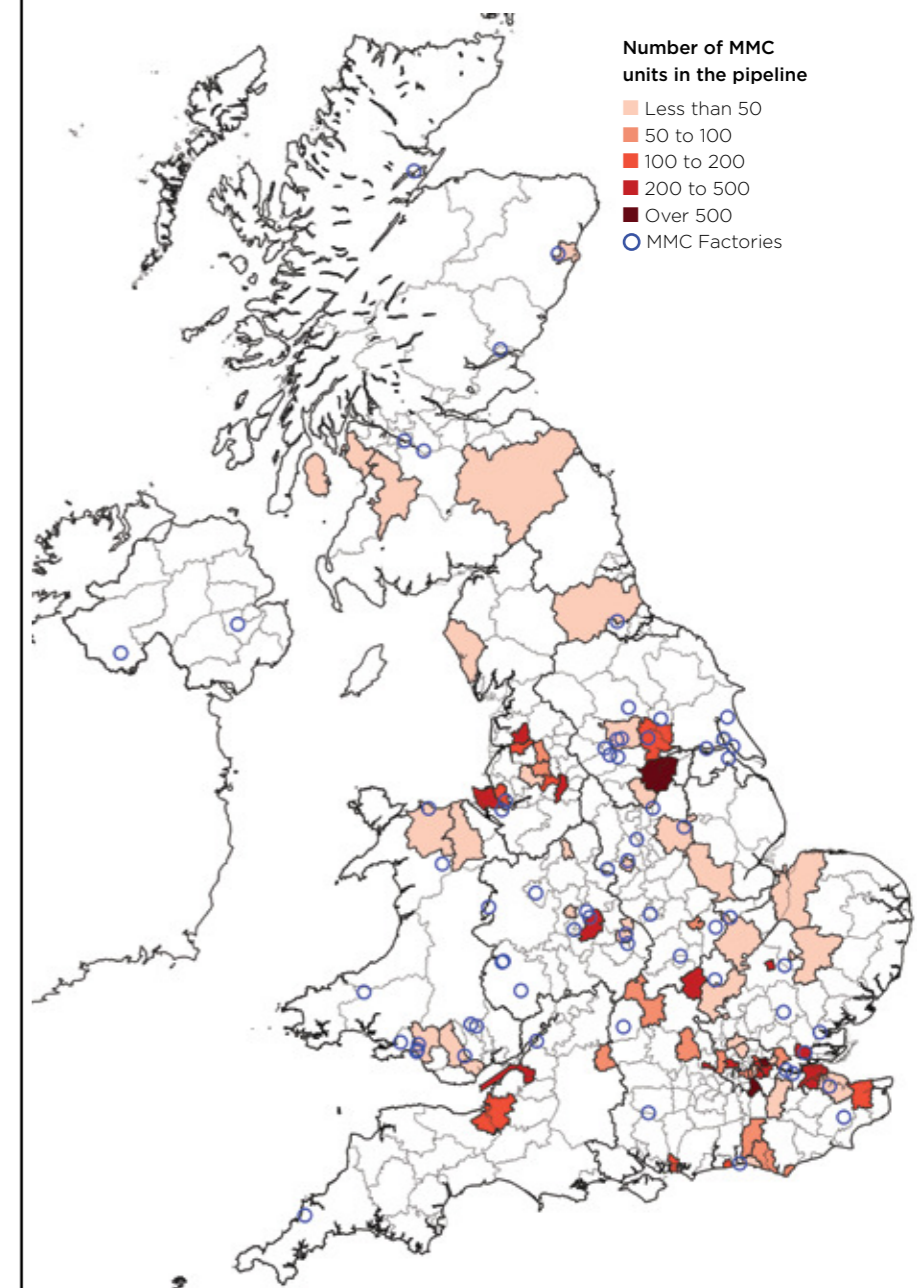 Number of MMC
units in the pipeline
Less than 50
50 to 100
100 to 200
200 to 500
Over 500
MMC Factories